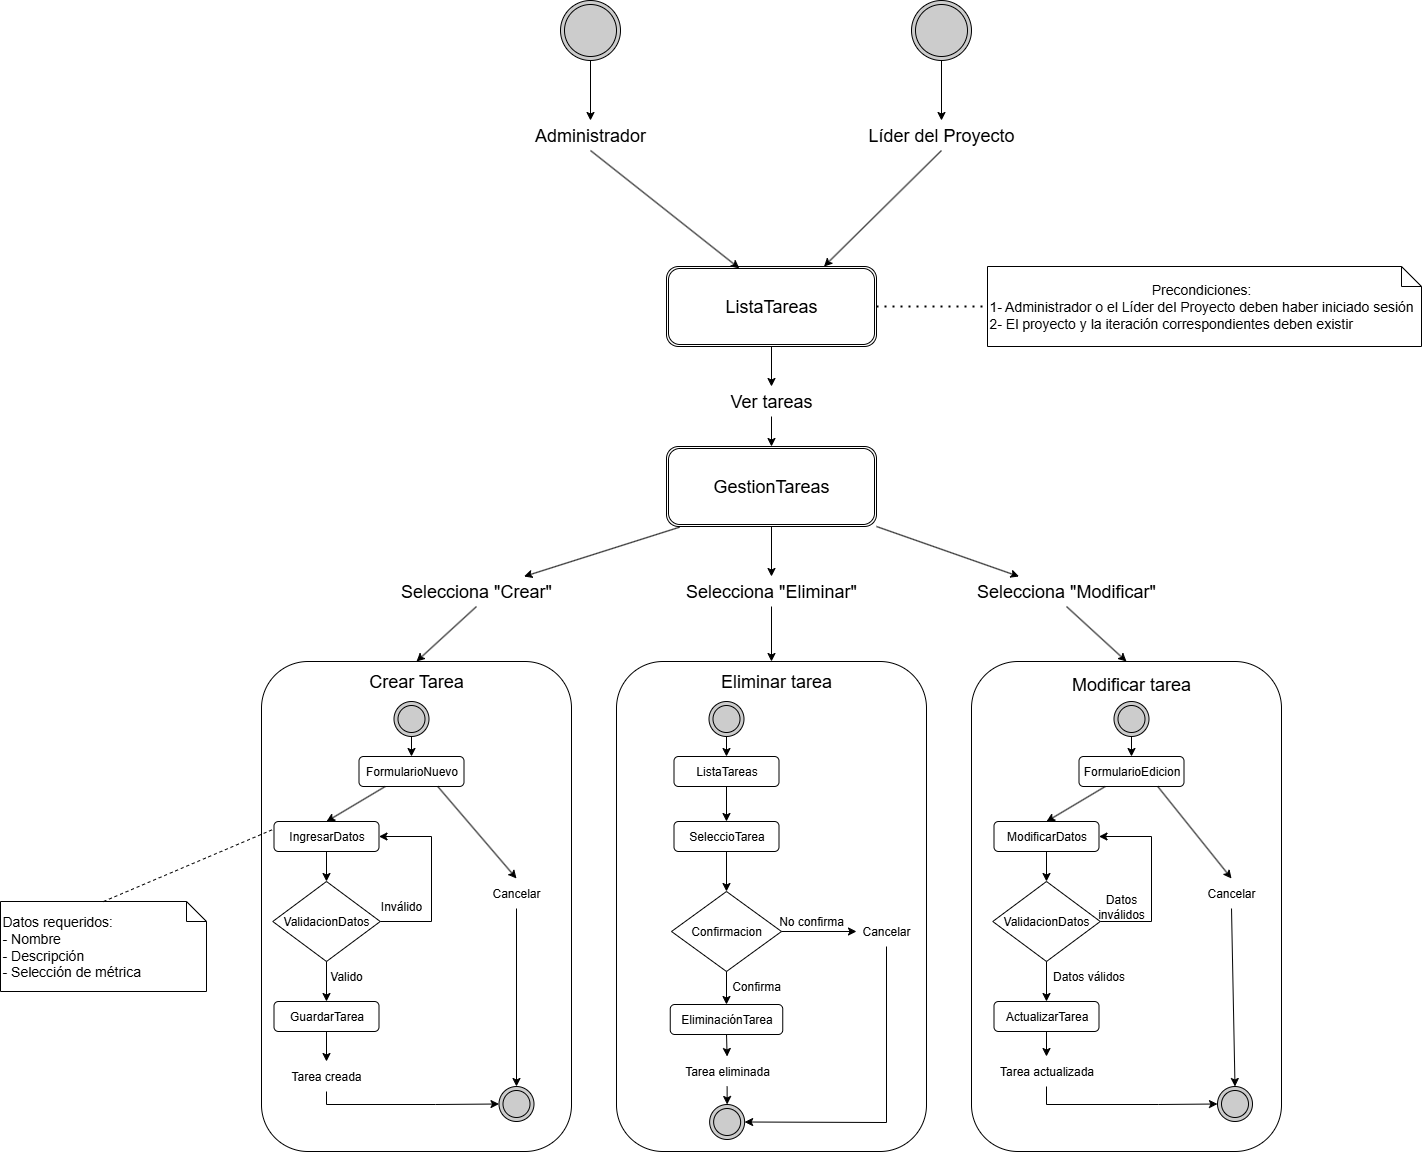 Administrador
Líder del Proyecto
ListaTareas
Precondiciones:
1- Administrador o el Líder del Proyecto deben haber iniciado sesión
2- El proyecto y la iteración correspondientes deben existir
Ver tareas
GestionTareas
Selecciona "Crear"
Selecciona "Eliminar"
Selecciona "Modificar"
Crear Tarea
FormularioNuevo
IngresarDatos
Cancelar
ValidacionDatos
Inválido
Valido
GuardarTarea
Tarea creada
Datos requeridos:
- Nombre
- Descripción
- Selección de métrica
Eliminar tarea
ListaTareas
SeleccioTarea
Confirmacion
No confirma
Cancelar
Confirma
EliminaciónTarea
Tarea eliminada
Modificar tarea
FormularioEdicion
ModificarDatos
Cancelar
ValidacionDatos
Datos
inválidos
Datos válidos
ActualizarTarea
Tarea actualizada